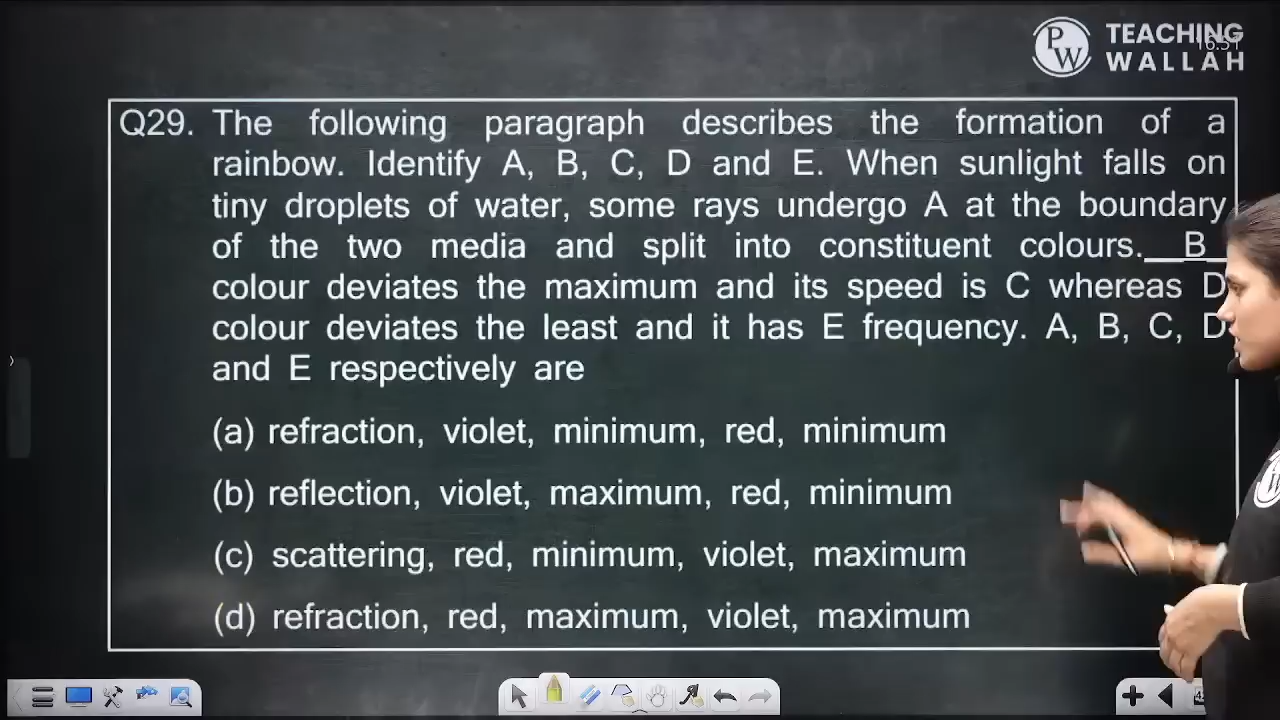 PW TEACHING
WALLAH
16:51
Q29. The following paragraph describes the formation of a
rainbow. Identify A, B, C, D and E. When sunlight falls on
tiny droplets of water, some rays undergo A at the boundary
of the two media and split into constituent colours. __B_
colour deviates the maximum and its speed is C whereas D
colour deviates the least and it has E frequency. A, B, C, D
and E respectively are
(a) refraction, violet, minimum, red, minimum
(b) reflection, violet, maximum, red, minimum
(c) scattering, red, minimum, violet, maximum
(d) refraction, red, maximum, violet, maximum